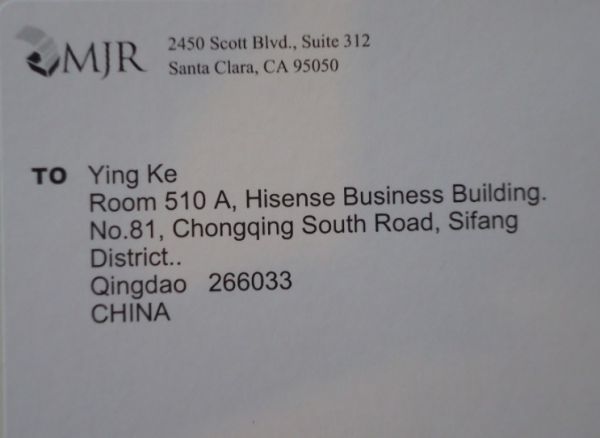 MJR 2450 Scott Blvd., Suite 312
Santa Clara, CA 95050
TO Ying Ke
Room 510 A, Hisense Business Building.
No.81, Chongqing South Road, Sifang
District..
Qingdao 266033
CHINA